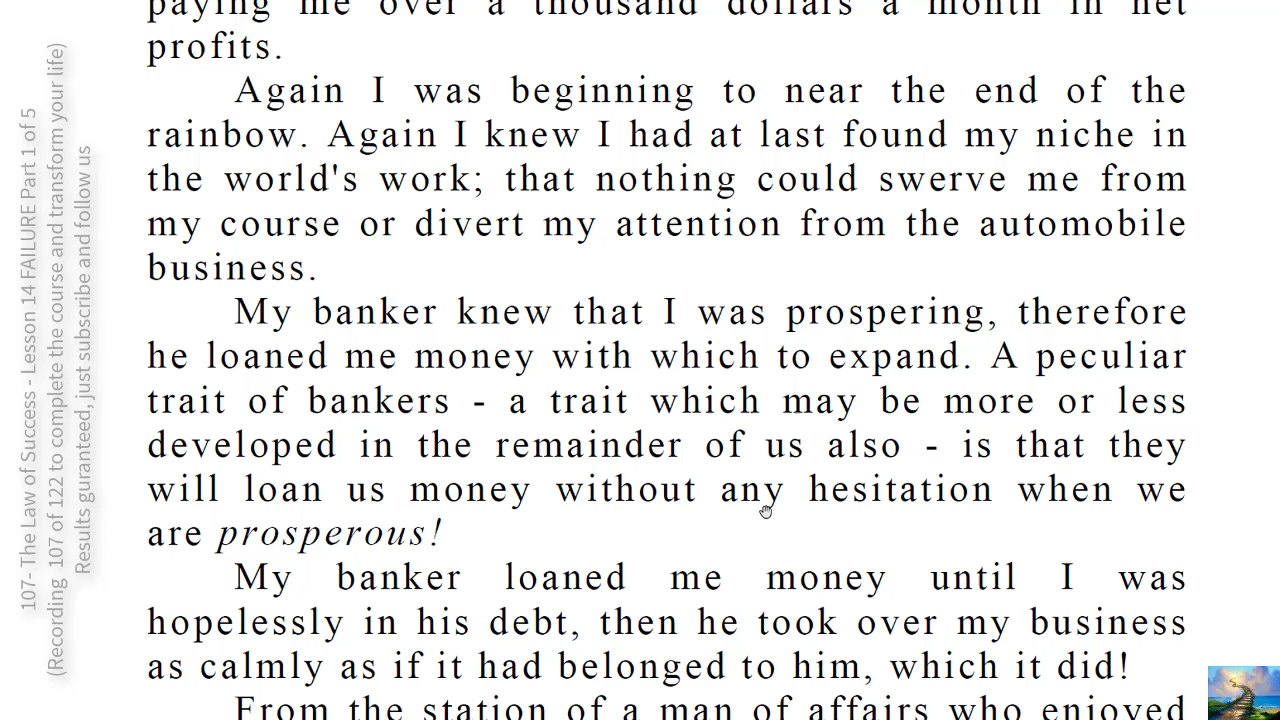 paying me over a thousand dollars a month in net
profits.
Again I was beginning to near the end of the
rainbow. Again I knew I had at last found my niche in
the world's work; that nothing could swerve me from
my course or divert my attention from the automobile
business.
My banker knew that I was prospering, therefore
he loaned me money with which to expand. A peculiar
trait of bankers - a trait which may be more or less
developed in the remainder of us also - is that they
will loan us money without any hesitation when we
are prosperous!
My banker loaned me money until I was
hopelessly in his debt, then he took over my business
as calmly as if it had belonged to him, which it did!
From the station of a man of affairs who enjoyed
107- The Law of Success - Lesson 14 FAILURE Part 1 of 5
(Recording 107 of 122 to complete the course and transform your life)
Results guranteed, just subscribe and follow us